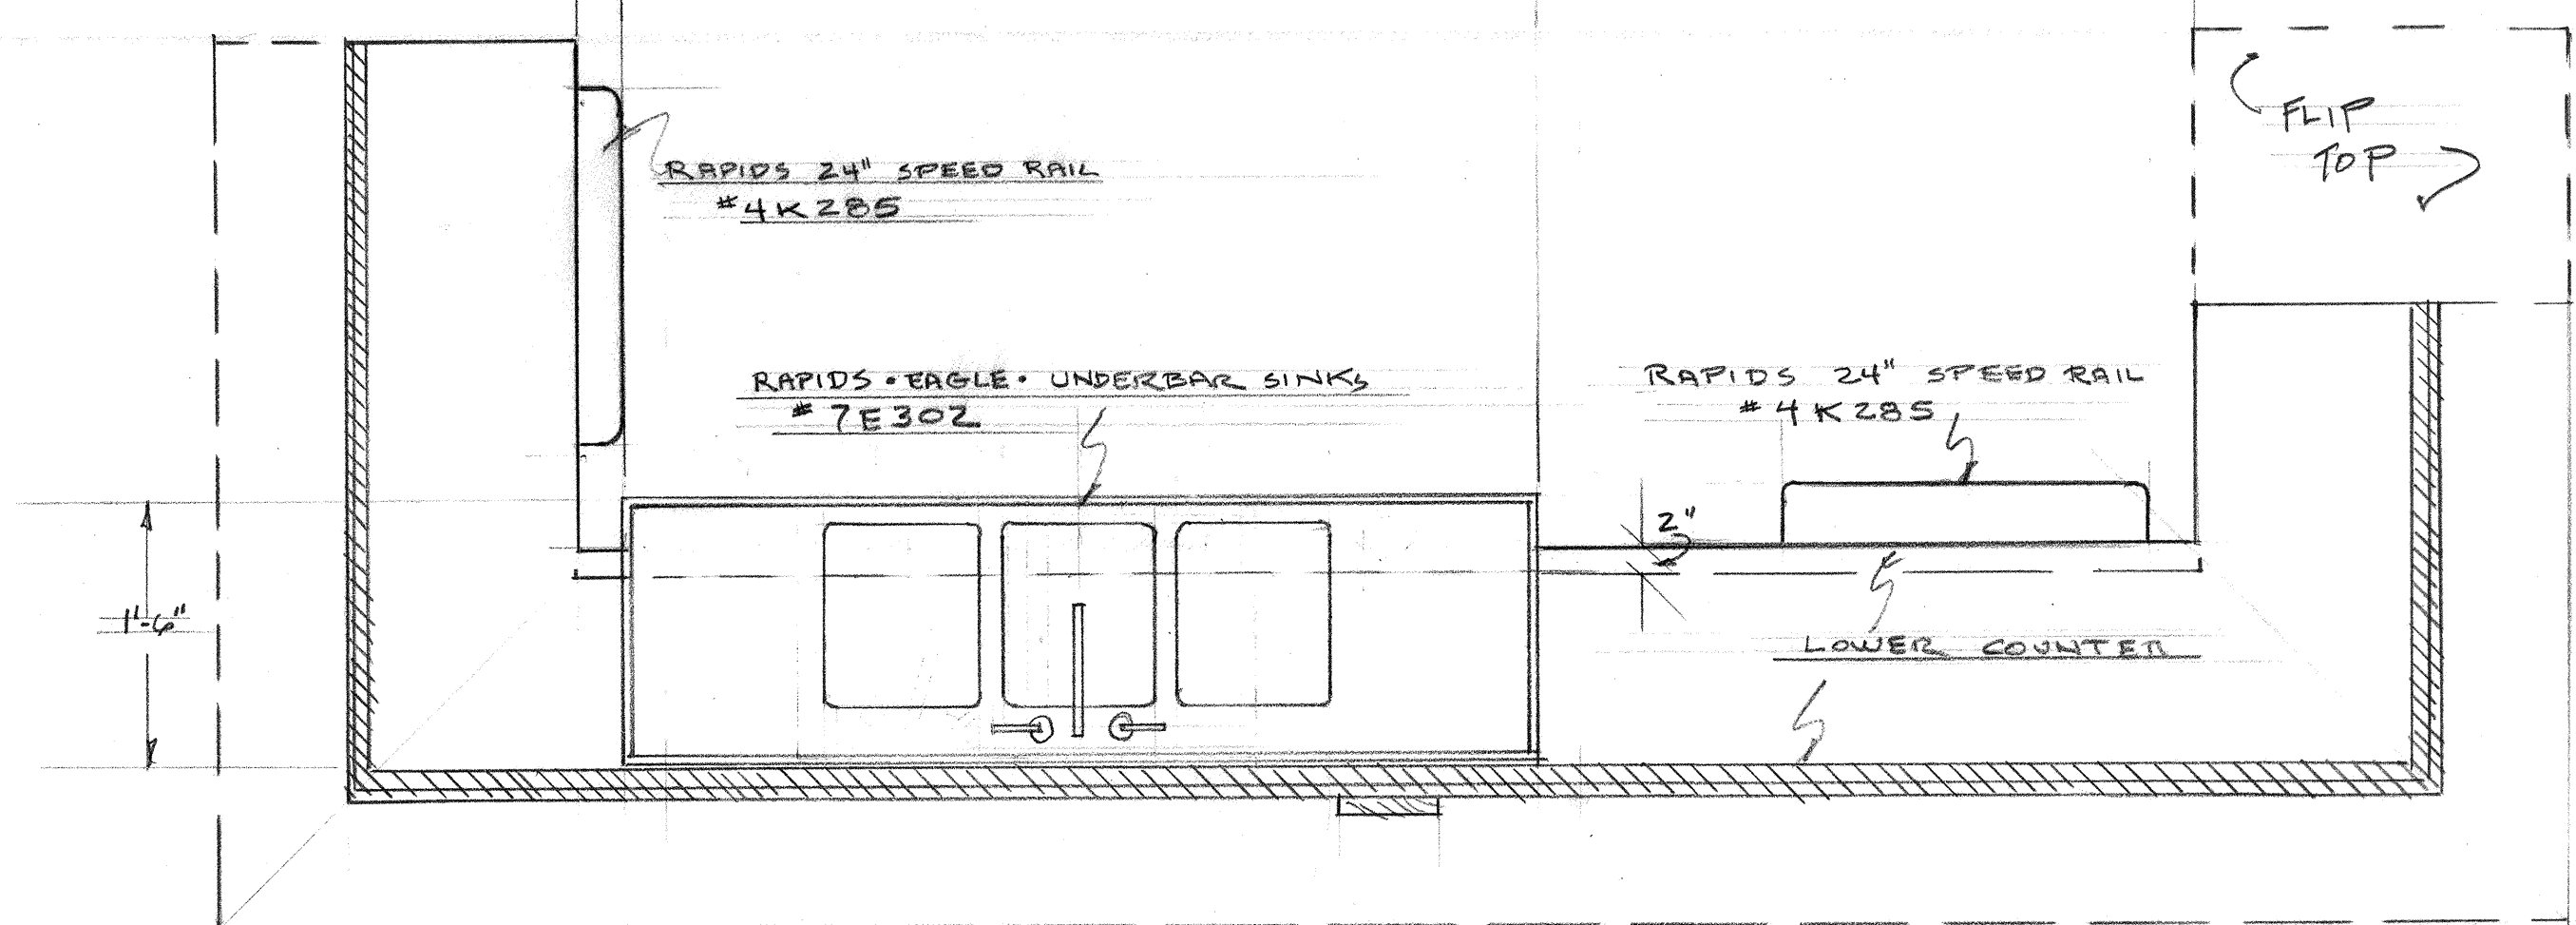 FLIP
TOP
RAPIDS 24" SPEED RAIL
#4K285
RAPIDS • EAGLE • UNDERBAR SINKS
# 7E302
RAPIDS 24" SPEED RAIL
# 4K285
2"
1'-6"
LOWER COUNTER